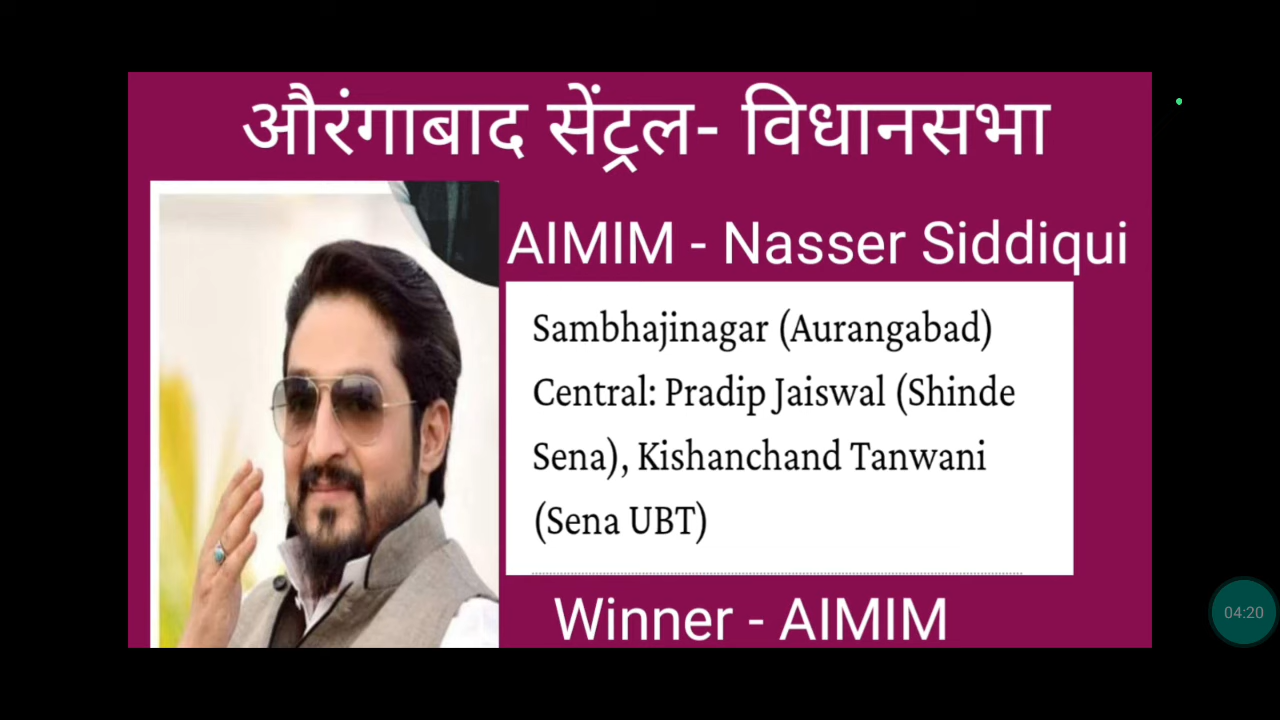 औरंगाबाद सेंट्रल- विधानसभा
AIMIM - Nasser Siddiqui
Sambhajinagar (Aurangabad)
Central: Pradip Jaiswal (Shinde
Sena), Kishanchand Tanwani
(Sena UBT)
Winner - AIMIM
04:20